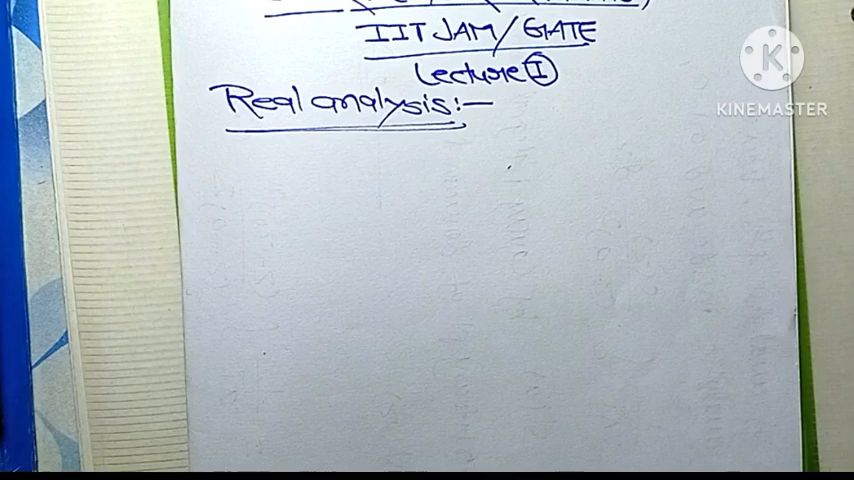 IIT JAM/GATE
Lecture I
Real analysis:-
K
KINEMASTER